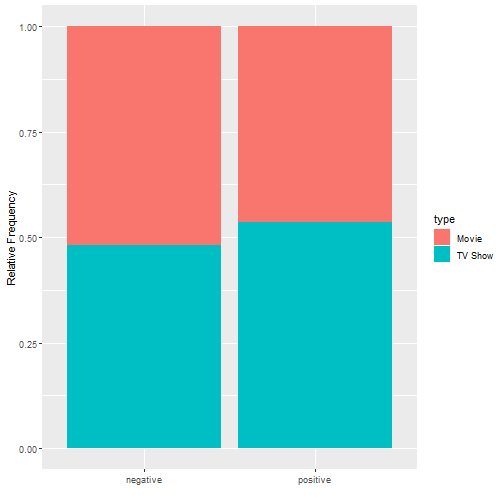 1.00
0.75
0.50
0.25
0.00
Relative Frequency
negative positive
type
Movie
TV Show